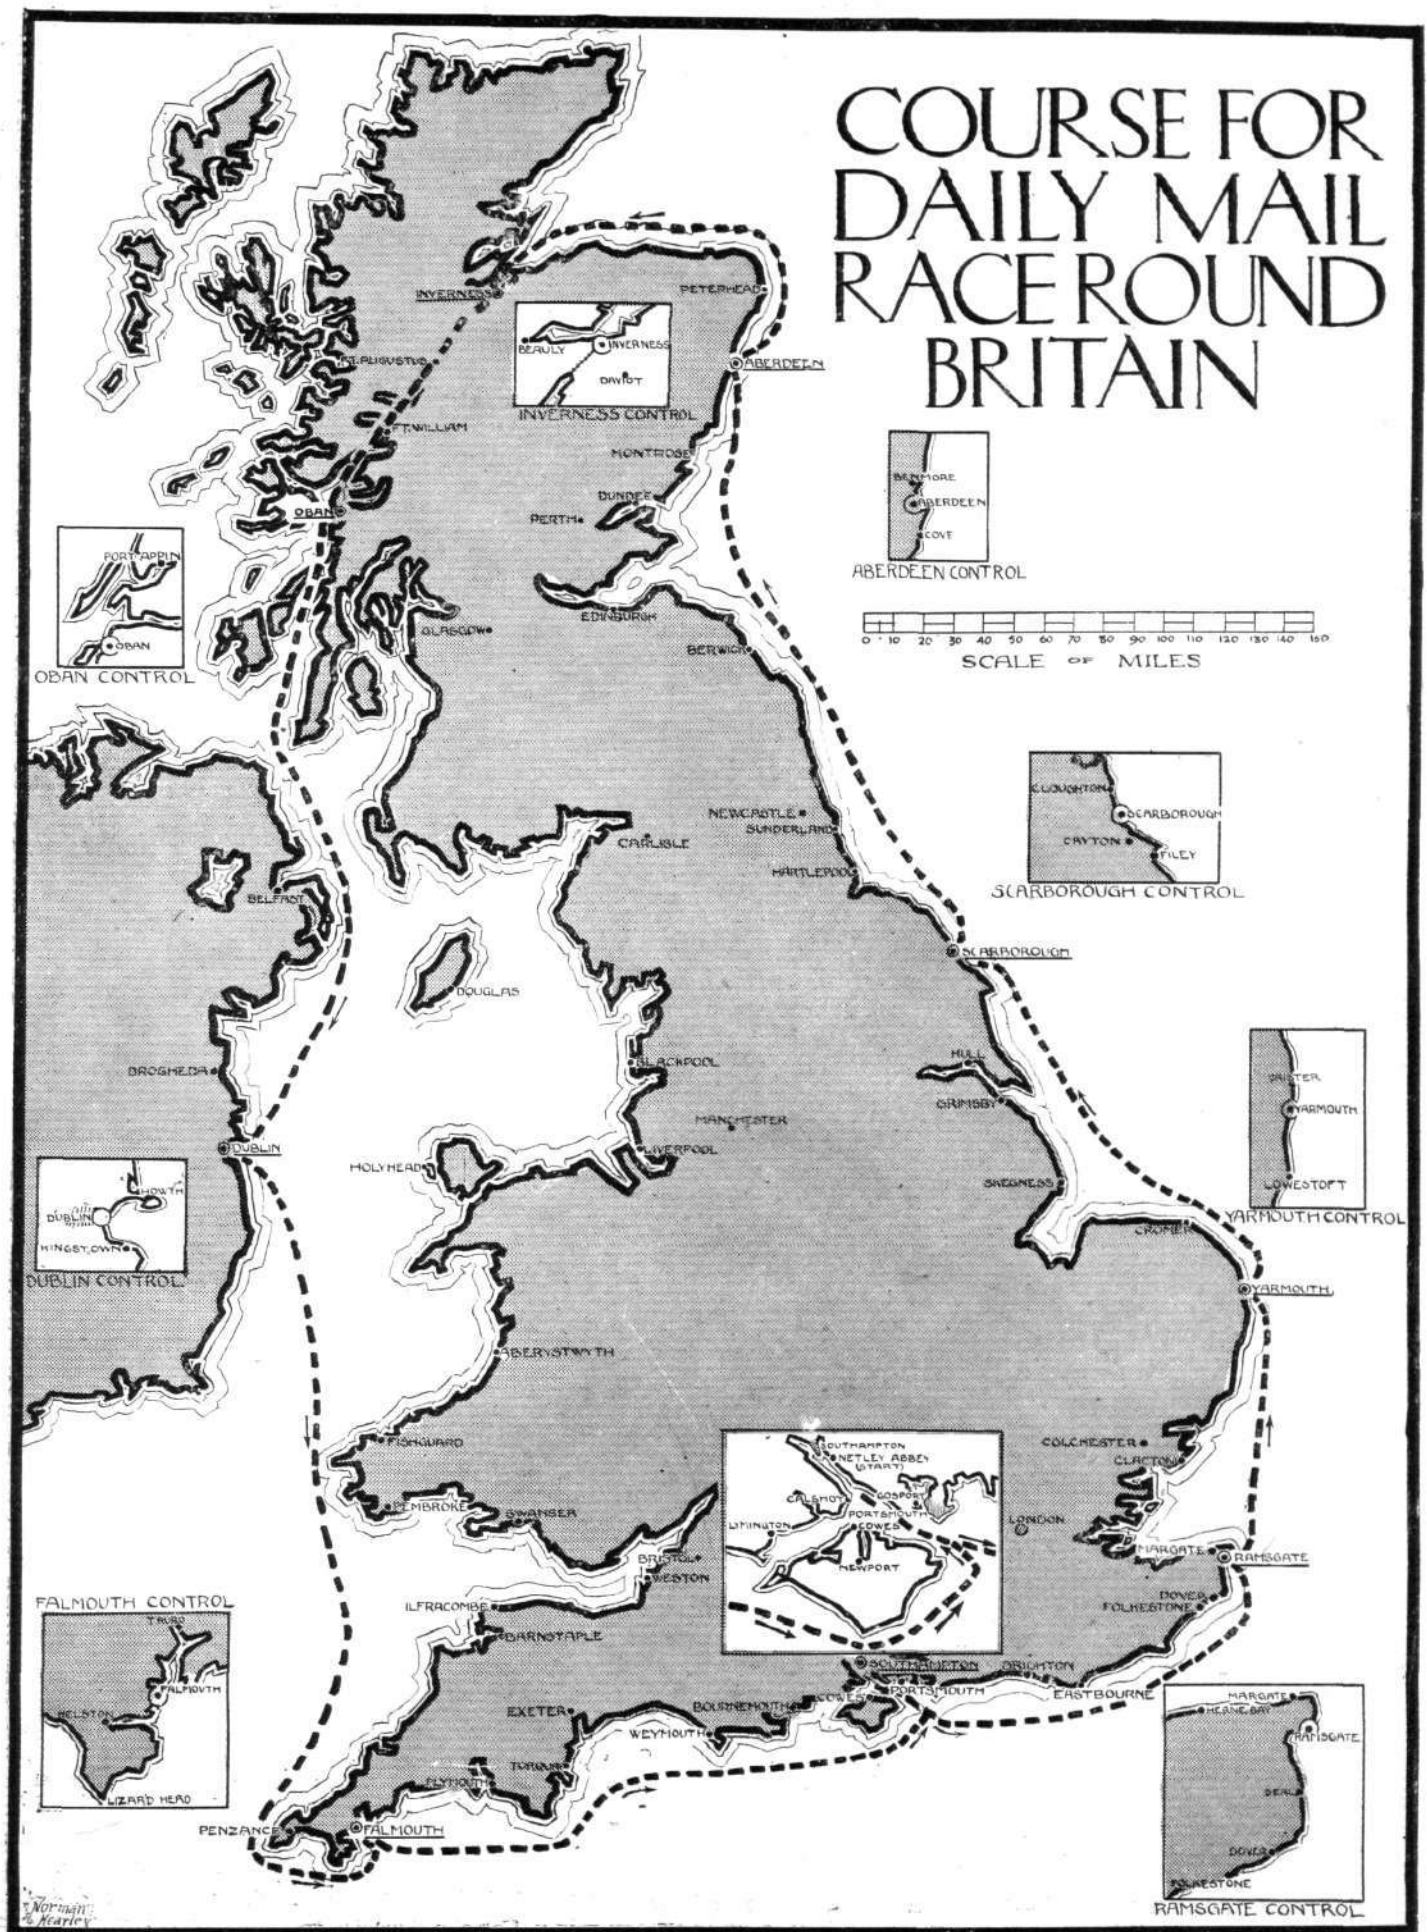 COURSE FOR
DAILY MAIL
RACE ROUND
BRITAIN
INVERNESS
PETERHEAD
BEAULY
INVERNESS
DAVIOT
INVERNESS CONTROL
FT. AUGUSTUS
ABERDEEN
FT. WILLIAM
MONTROSE
BENMORE
ABERDEEN
COVE
ABERDEEN CONTROL
OBAN
DUNDEE
PERTH
PORT APPIN
OBAN
OBAN CONTROL
EDINBURGH
GLASGOW
BERWICK
0 10 20 30 40 50 60 70 80 90 100 110 120 130 140 150
SCALE OF MILES
NEWCASTLE
SUNDERLAND
CARLISLE
HARTLEPOOL
CLOUGHTON
SCARBOROUGH
CAYTON
FILEY
SCARBOROUGH CONTROL
BELFAST
SCARBOROUGH
DOUGLAS
HULL
BLACKPOOL
DROGHEDA
GRIMSBY
MANCHESTER
DUBLIN
LIVERPOOL
HOLYHEAD
SKEGNESS
CROMER
YARMOUTH
LOWESTOFT
YARMOUTH CONTROL
HOWTH
DUBLIN
KINGSTOWN
DUBLIN CONTROL
YARMOUTH
ABERYSTWYTH
FISHGUARD
COLCHESTER
CLACTON
PEMBROKE
SWANSEA
SOUTHAMPTON
NETLEY ABBEY
(START)
CALSHOT
GOSPORT
PORTSMOUTH
LYMINGTON
COWES
NEWPORT
LONDON
MARGATE
RAMSGATE
BRISTOL
WESTON
DOVER
FOLKESTONE
ILFRACOMBE
BARNSTAPLE
FALMOUTH CONTROL
TRURO
FALMOUTH
HELSTON
LIZARD HEAD
SOUTHAMPTON
BRIGHTON
EASTBOURNE
PORTSMOUTH
COWES
BOURNEMOUTH
EXETER
WEYMOUTH
TORQUAY
PLYMOUTH
PENZANCE
FALMOUTH
MARGATE
HERNE BAY
RAMSGATE
DEAL
DOVER
FOLKESTONE
RAMSGATE CONTROL
Norman